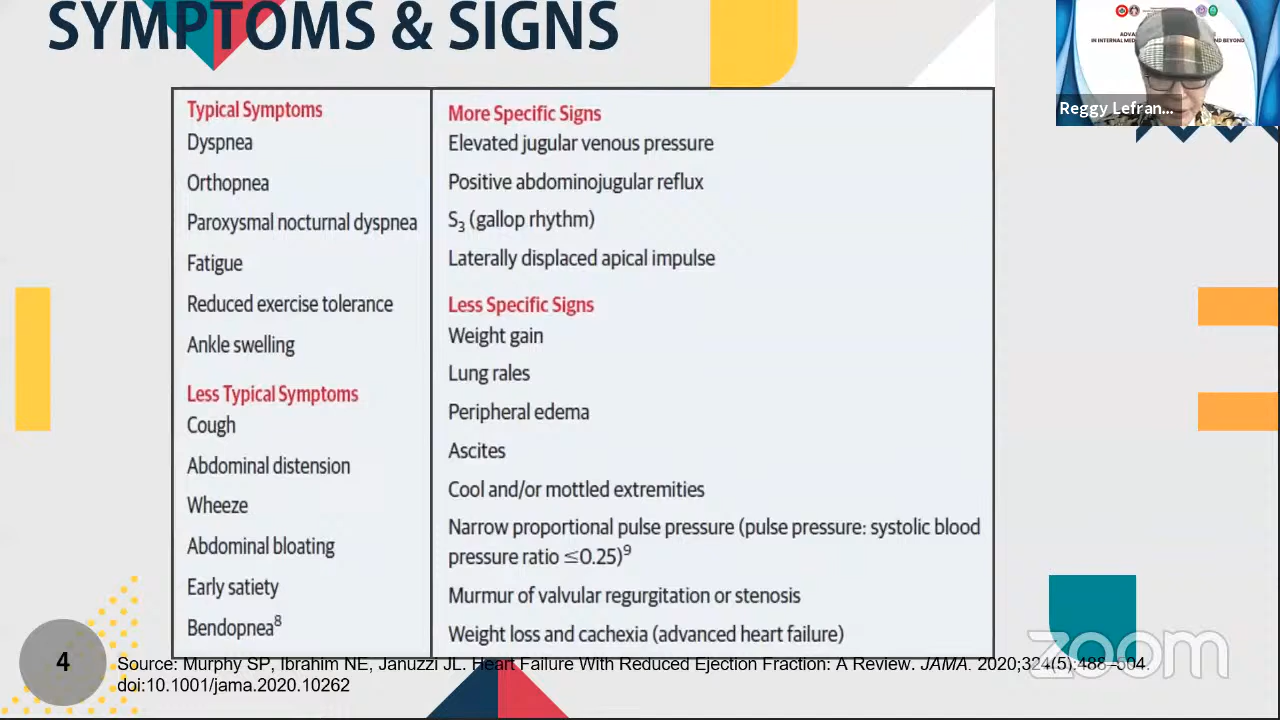 SYMPTOMS & SIGNS
Typical Symptoms
Dyspnea
Orthopnea
Paroxysmal nocturnal dyspnea
Fatigue
Reduced exercise tolerance
Ankle swelling
Less Typical Symptoms
Cough
Abdominal distension
Wheeze
Abdominal bloating
Early satiety
Bendopnea8
More Specific Signs
Elevated jugular venous pressure
Positive abdominojugular reflux
S3 (gallop rhythm)
Laterally displaced apical impulse
Less Specific Signs
Weight gain
Lung rales
Peripheral edema
Ascites
Cool and/or mottled extremities
Narrow proportional pulse pressure (pulse pressure: systolic blood
pressure ratio ≤0.25)9
Murmur of valvular regurgitation or stenosis
Weight loss and cachexia (advanced heart failure)
4
Source: Murphy SP, Ibrahim NE, Januzzi JL. Heart Failure With Reduced Ejection Fraction: A Review. JAMA. 2020;324(5):488–504.
doi:10.1001/jama.2020.10262
Reggy Lefran...
zoom